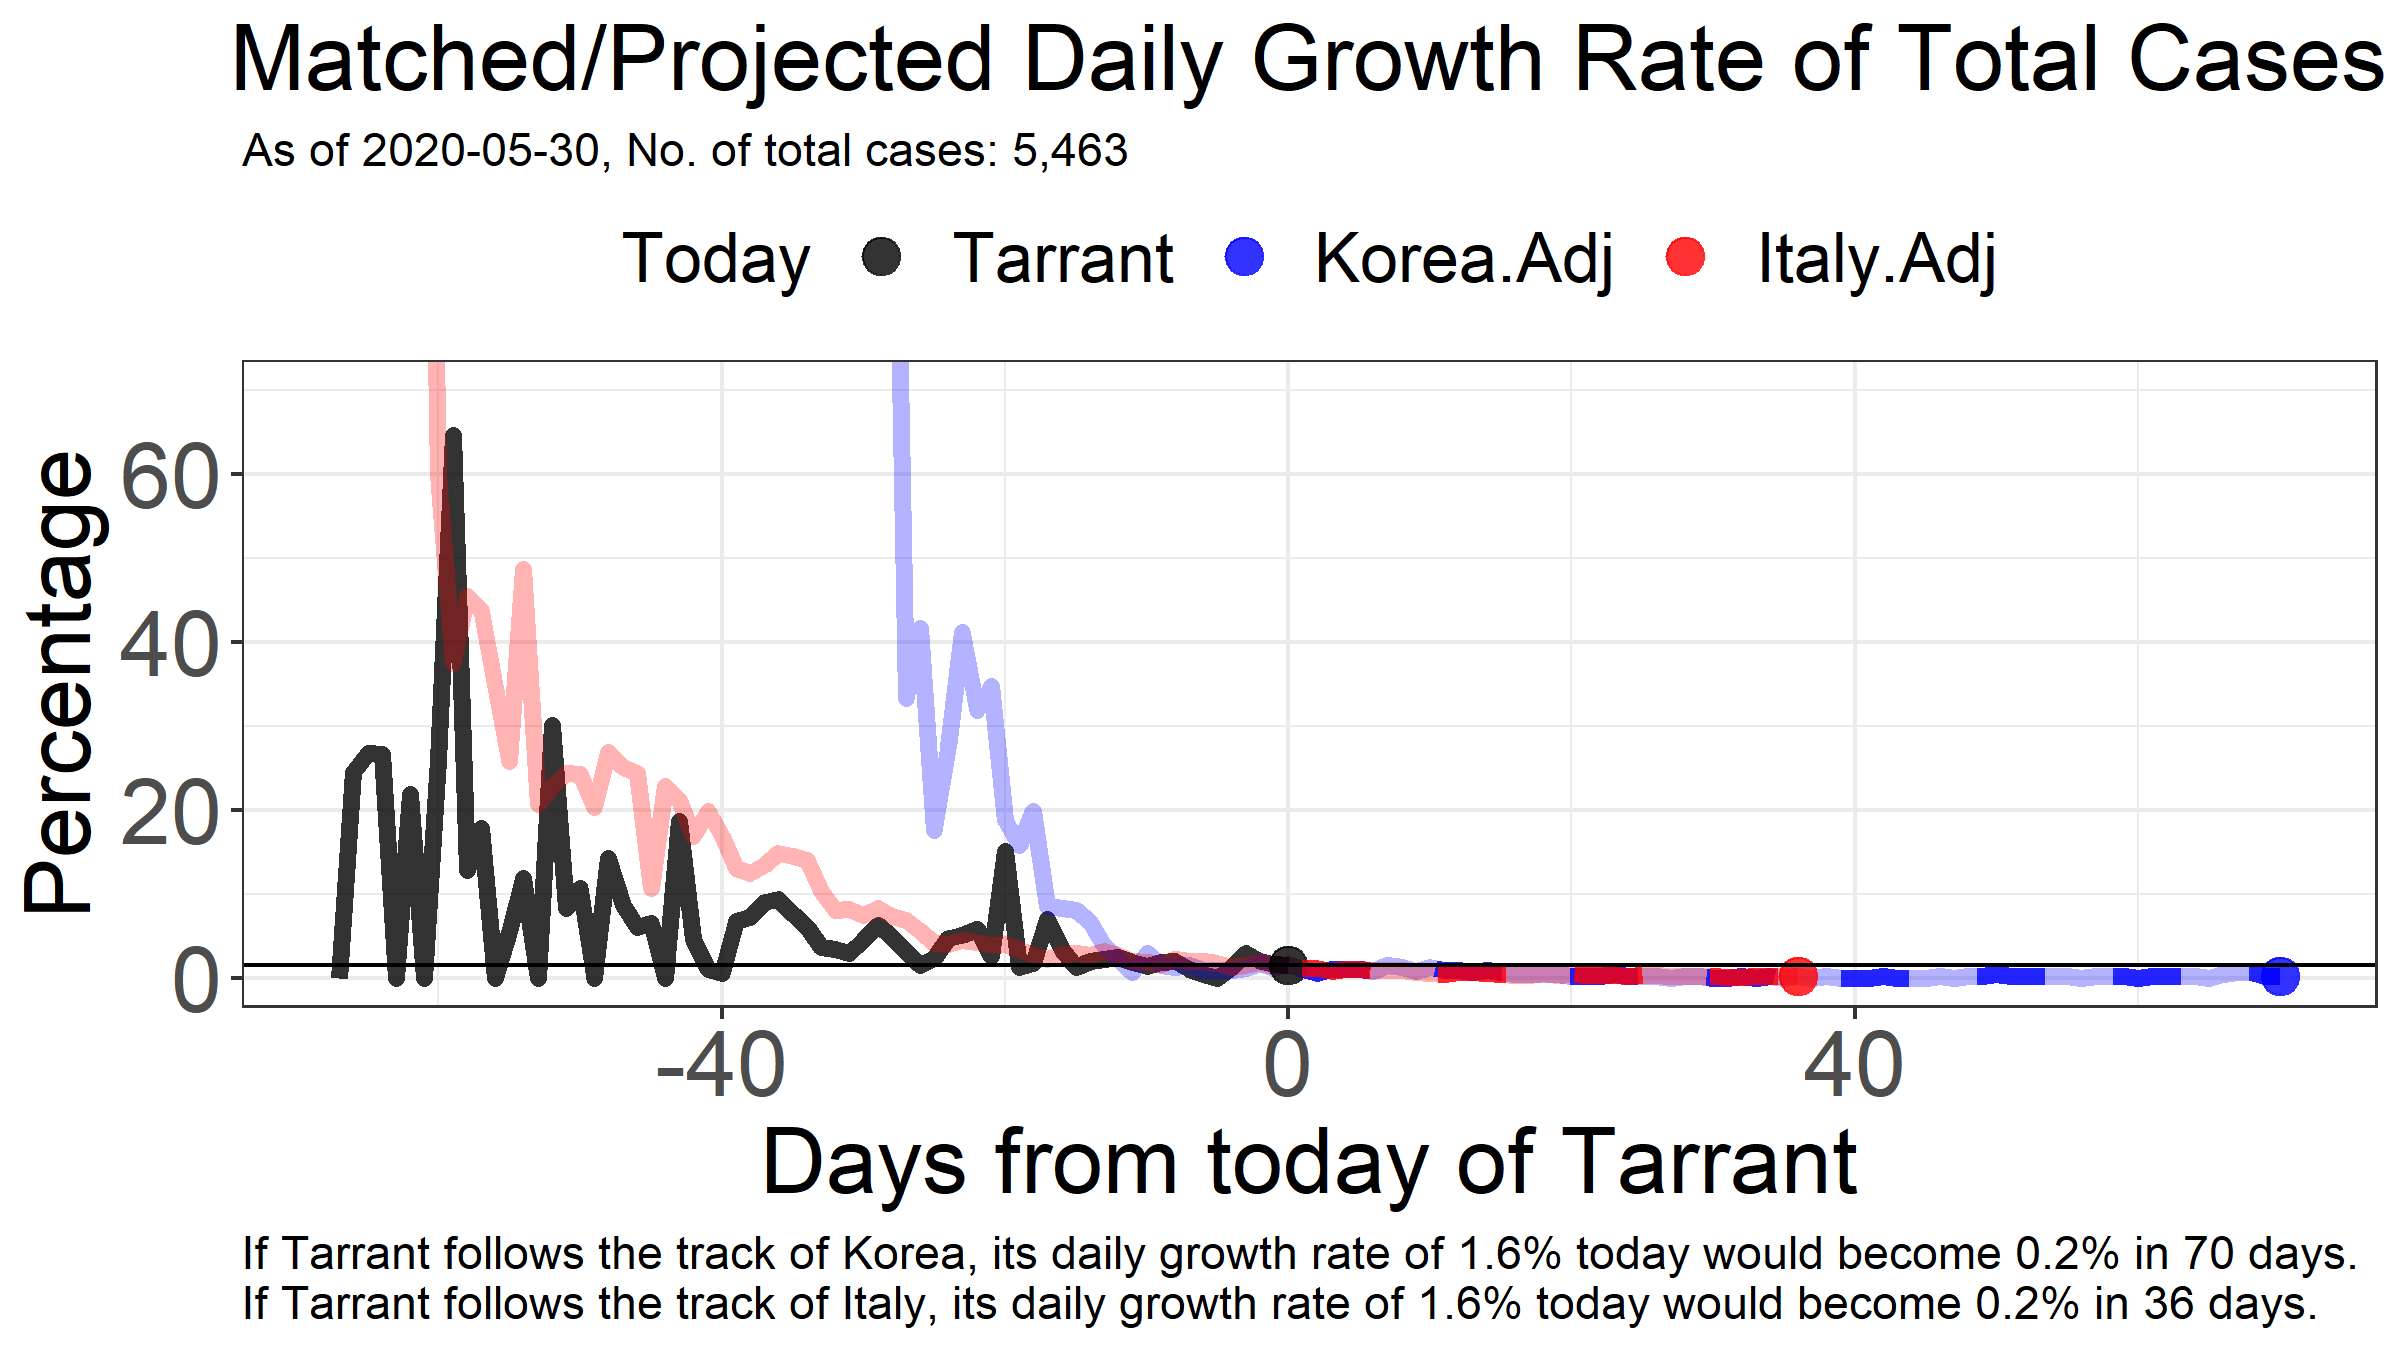 Matched/Projected Daily Growth Rate of Total Cases
As of 2020-05-30, No. of total cases: 5,463
Today Tarrant Korea.Adj Italy.Adj
Percentage
60
40
20
0
-40 0 40
Days from today of Tarrant
If Tarrant follows the track of Korea, its daily growth rate of 1.6% today would become 0.2% in 70 days.
If Tarrant follows the track of Italy, its daily growth rate of 1.6% today would become 0.2% in 36 days.